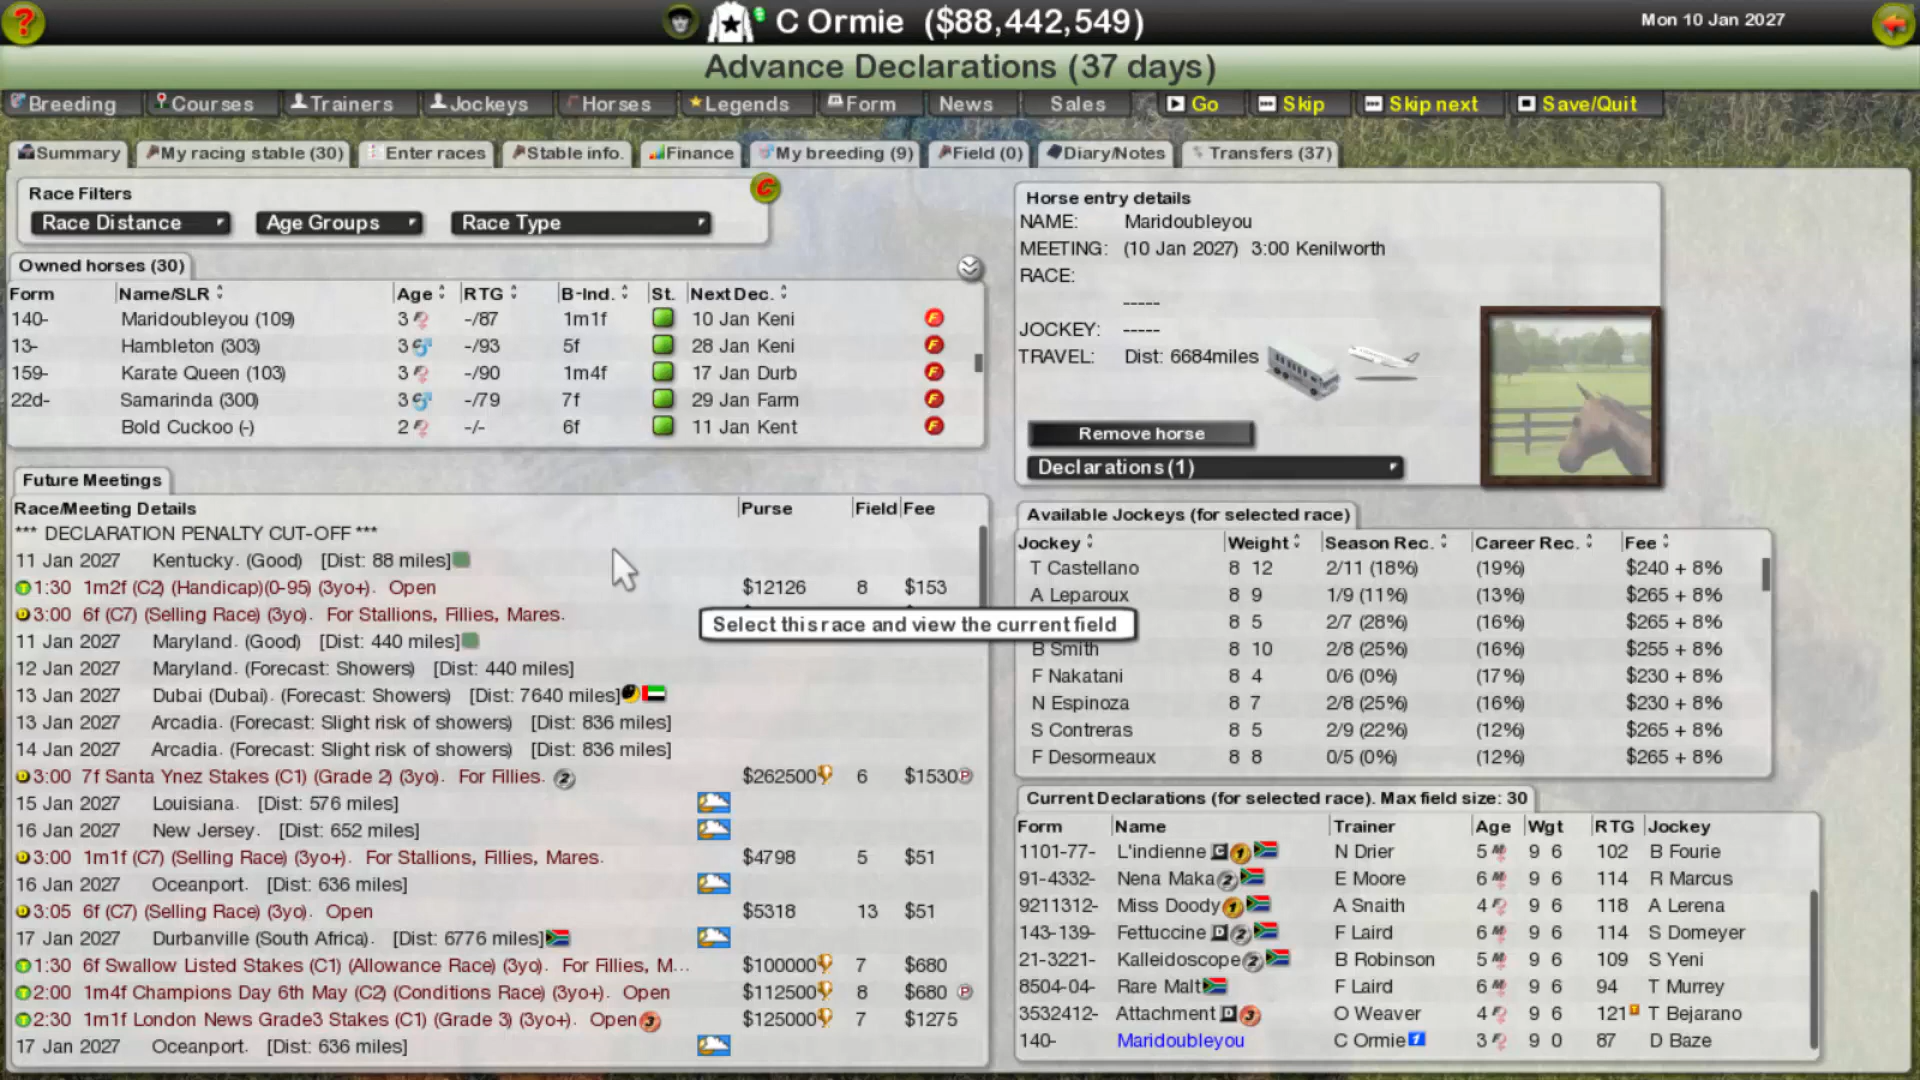 C Ormie ($88,442,549)
Mon 10 Jan 2027
Advance Declarations (37 days)
Breeding Courses Trainers Jockeys Horses Legends Form News Sales Go Skip Skip next Save/Quit
Summary My racing stable (30) Enter races Stable info. Finance My breeding (9) Field (0) Diary/Notes Transfers (37)
Race Filters
Race Distance Age Groups Race Type
Owned horses (30)
Form Name/SLR Age RTG B-Ind. St. Next Dec.
140- Maridoubleyou (109) 3 -/87 1m1f 10 Jan Keni F
13- Hambleton (303) 3 -/93 5f 28 Jan Keni F
159- Karate Queen (103) 3 -/90 1m4f 17 Jan Durb F
22d- Samarinda (300) 3 -/79 7f 29 Jan Farm F
Bold Cuckoo (-) 2 -/- 6f 11 Jan Kent F
Future Meetings
Race/Meeting Details Purse Field Fee
*** DECLARATION PENALTY CUT-OFF ***
11 Jan 2027 Kentucky. (Good) [Dist: 88 miles]
T 1:30 1m2f (C2) (Handicap)(0-95) (3yo+). Open $12126 8 $153
D 3:00 6f (C7) (Selling Race) (3yo). For Stallions, Fillies, Mares.
Select this race and view the current field
11 Jan 2027 Maryland. (Good) [Dist: 440 miles]
12 Jan 2027 Maryland. (Forecast: Showers) [Dist: 440 miles]
13 Jan 2027 Dubai (Dubai). (Forecast: Showers) [Dist: 7640 miles]
13 Jan 2027 Arcadia. (Forecast: Slight risk of showers) [Dist: 836 miles]
14 Jan 2027 Arcadia. (Forecast: Slight risk of showers) [Dist: 836 miles]
D 3:00 7f Santa Ynez Stakes (C1) (Grade 2) (3yo). For Fillies. 2 $262500 6 $1530 P
15 Jan 2027 Louisiana. [Dist: 576 miles]
16 Jan 2027 New Jersey. [Dist: 652 miles]
D 3:00 1m1f (C7) (Selling Race) (3yo+). For Stallions, Fillies, Mares. $4798 5 $51
16 Jan 2027 Oceanport. [Dist: 636 miles]
D 3:05 6f (C7) (Selling Race) (3yo). Open $5318 13 $51
17 Jan 2027 Durbanville (South Africa). [Dist: 6776 miles]
T 1:30 6f Swallow Listed Stakes (C1) (Allowance Race) (3yo). For Fillies, M... $100000 7 $680
T 2:00 1m4f Champions Day 6th May (C2) (Conditions Race) (3yo+). Open $112500 8 $680 P
T 2:30 1m1f London News Grade3 Stakes (C1) (Grade 3) (3yo+). Open 3 $125000 7 $1275
17 Jan 2027 Oceanport. [Dist: 636 miles]
Horse entry details
NAME: Maridoubleyou
MEETING: (10 Jan 2027) 3:00 Kenilworth
RACE:
-----
JOCKEY: -----
TRAVEL: Dist: 6684miles
Remove horse
Declarations (1)
Available Jockeys (for selected race)
Jockey Weight Season Rec. Career Rec. Fee
T Castellano 8 12 2/11 (18%) (19%) $240 + 8%
A Leparoux 8 9 1/9 (11%) (13%) $265 + 8%
8 5 2/7 (28%) (16%) $265 + 8%
B Smith 8 10 2/8 (25%) (16%) $255 + 8%
F Nakatani 8 4 0/6 (0%) (17%) $230 + 8%
N Espinoza 8 7 2/8 (25%) (16%) $230 + 8%
S Contreras 8 5 2/9 (22%) (12%) $265 + 8%
F Desormeaux 8 8 0/5 (0%) (12%) $265 + 8%
Current Declarations (for selected race). Max field size: 30
Form Name Trainer Age Wgt RTG Jockey
1101-77- L'indienne C 1 N Drier 5 9 6 102 B Fourie
91-4332- Nena Maka 2 E Moore 6 9 6 114 R Marcus
9211312- Miss Doody 1 A Snaith 4 9 6 118 A Lerena
143-139- Fettuccine D 2 F Laird 6 9 6 114 S Domeyer
21-3221- Kalleidoscope 2 B Robinson 5 9 6 109 S Yeni
8504-04- Rare Malt F Laird 6 9 6 94 T Murrey
3532412- Attachment D 3 O Weaver 4 9 6 121 T Bejarano
140- Maridoubleyou C Ormie 1 3 9 0 87 D Baze